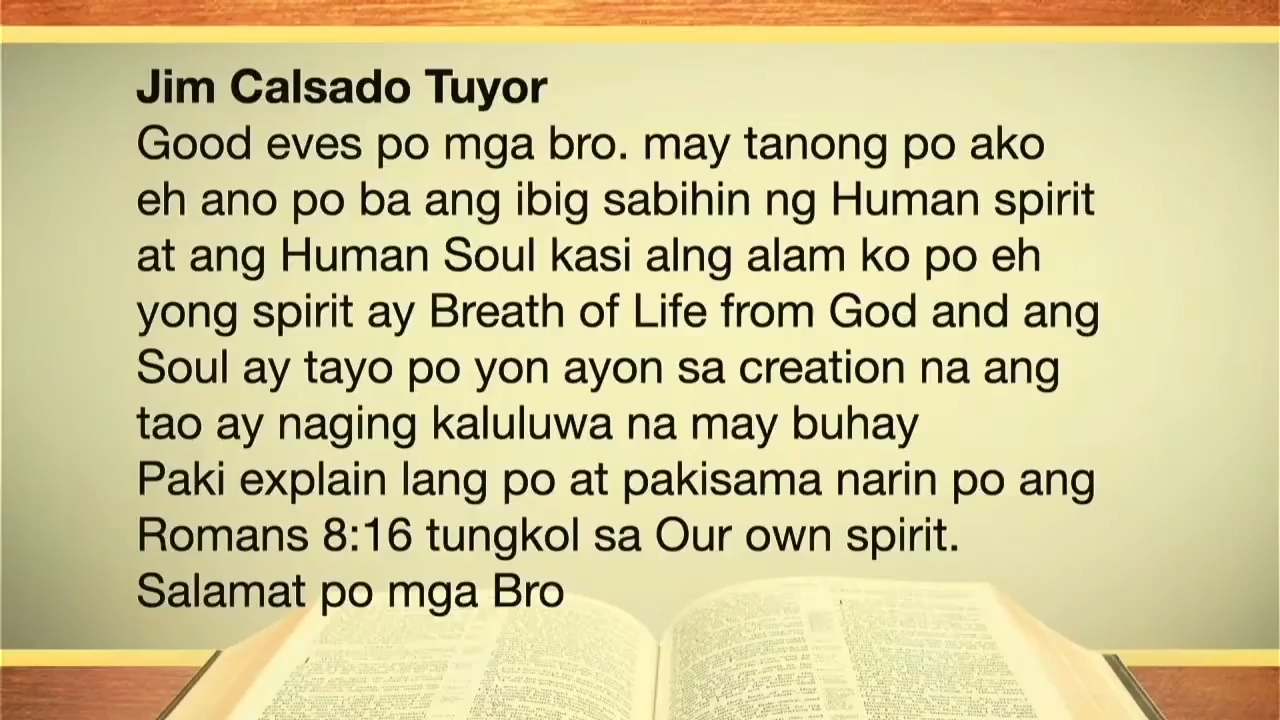 Jim Calsado Tuyor
Good eves po mga bro. may tanong po ako
eh ano po ba ang ibig sabihin ng Human spirit
at ang Human Soul kasi alng alam ko po eh
yong spirit ay Breath of Life from God and ang
Soul ay tayo po yon ayon sa creation na ang
tao ay naging kaluluwa na may buhay
Paki explain lang po at pakisama narin po ang
Romans 8:16 tungkol sa Our own spirit.
Salamat po mga Bro